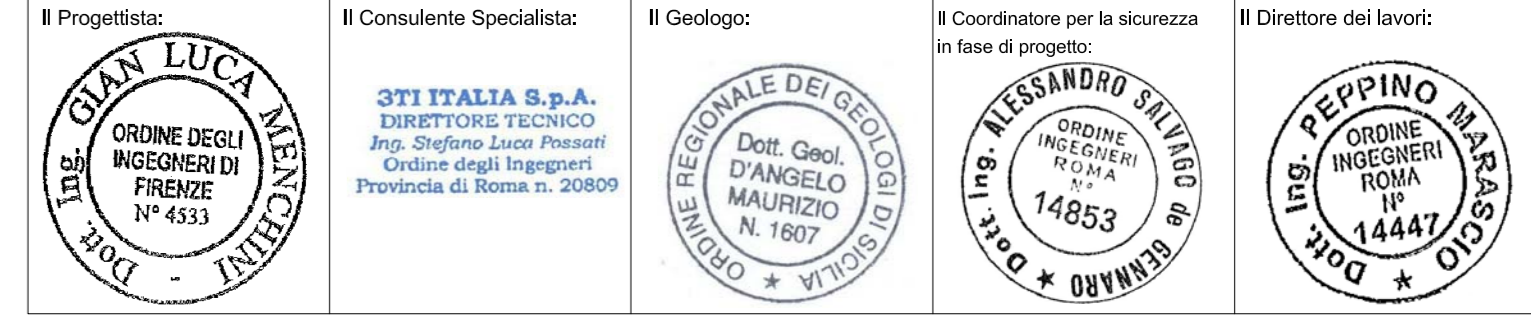 Il Progettista:
Dott. Ing. GIAN LUCA MENCHINI -
ORDINE DEGLI
INGEGNERI DI
FIRENZE
N° 4533
Il Consulente Specialista:
3TI ITALIA S.p.A.
DIRETTORE TECNICO
Ing. Stefano Luca Possati
Ordine degli Ingegneri
Provincia di Roma n. 20809
Il Geologo:
ORDINE REGIONALE DEI GEOLOGI DI SICILIA ★
Dott. Geol.
D'ANGELO
MAURIZIO
N. 1607
Il Coordinatore per la sicurezza
in fase di progetto:
Dott. Ing. ALESSANDRO SALVAGO de GENNARO ★
ORDINE
INGEGNERI
ROMA
N°
14853
Il Direttore dei lavori:
Dott. Ing. PEPPINO MARASCIO ★
ORDINE
INGEGNERI
ROMA
N°
14447